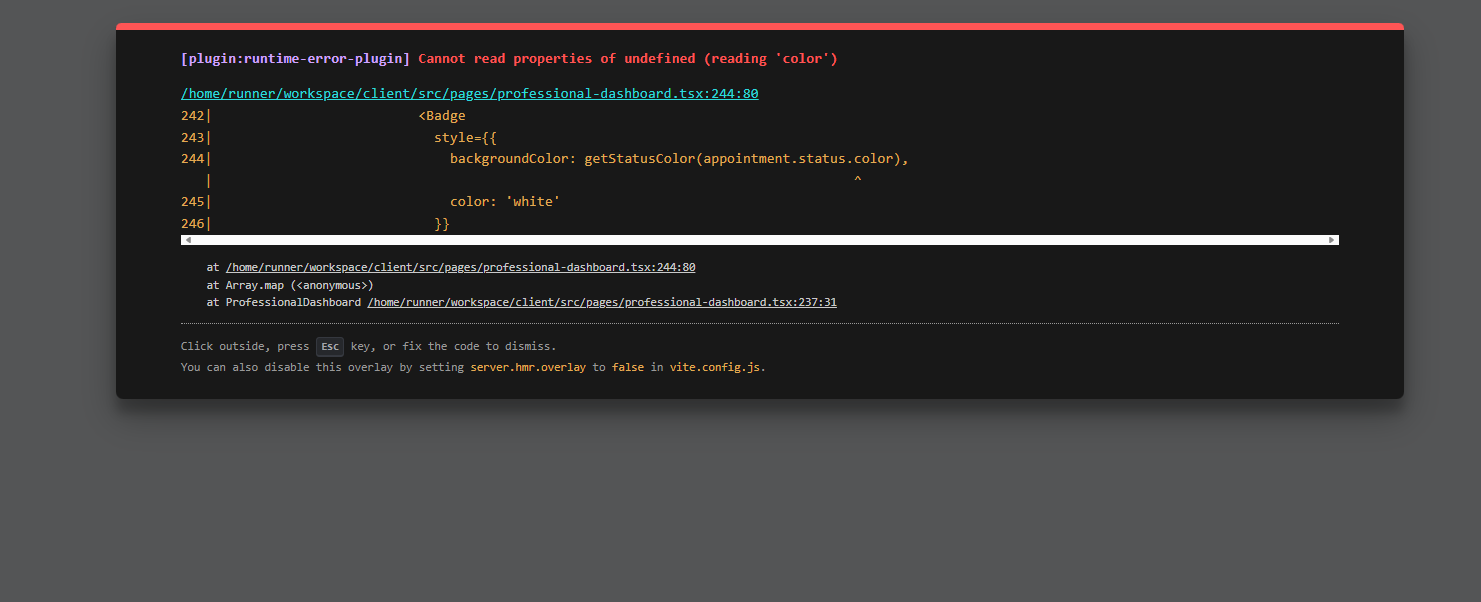 [plugin:runtime-error-plugin] Cannot read properties of undefined (reading 'color')
/home/runner/workspace/client/src/pages/professional-dashboard.tsx:244:80
242|                          <Badge
243|                            style={{
244|                              backgroundColor: getStatusColor(appointment.status.color),
   |                                                                                 ^
245|                              color: 'white'
246|                            }}
at /home/runner/workspace/client/src/pages/professional-dashboard.tsx:244:80
at Array.map (<anonymous>)
at ProfessionalDashboard /home/runner/workspace/client/src/pages/professional-dashboard.tsx:237:31
Click outside, press Esc key, or fix the code to dismiss.
You can also disable this overlay by setting server.hmr.overlay to false in vite.config.js.